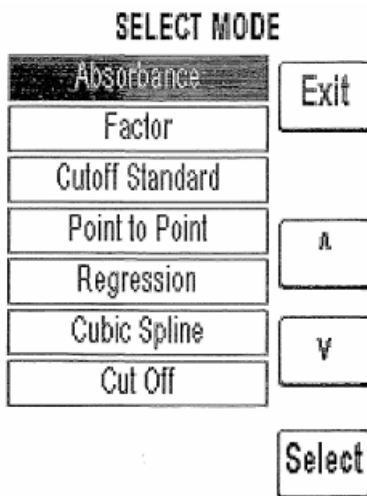 SELECT MODE
Absorbance
Exit
Factor
Cutoff Standard
Point to Point
Λ
Regression
Cubic Spline
V
Cut Off
Select